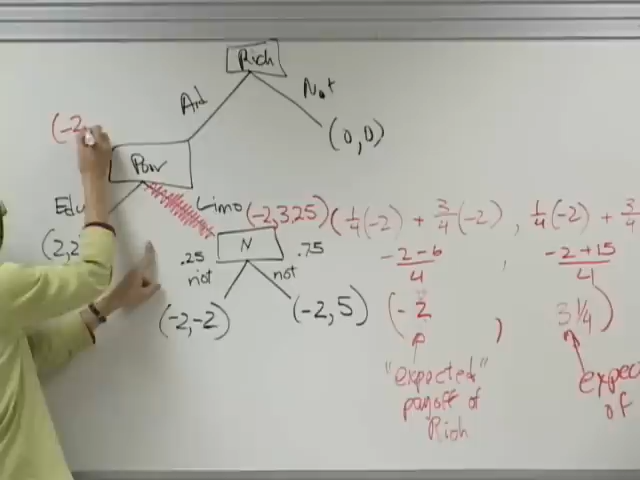 Rich
Aid
Not
(-2,
(0,0)
Poor
Edu
Limo
(-2,3.25)
(1/4(-2) + 3/4(-2) , 1/4(-2) + 3/4
(2,2
.25
not
N
.75
not
-2-6/4 , -2+15/4
(-2,-2)
(-2,5)
(-2 , 3 1/4)
"expected"
payoff of
Rich
expec
of